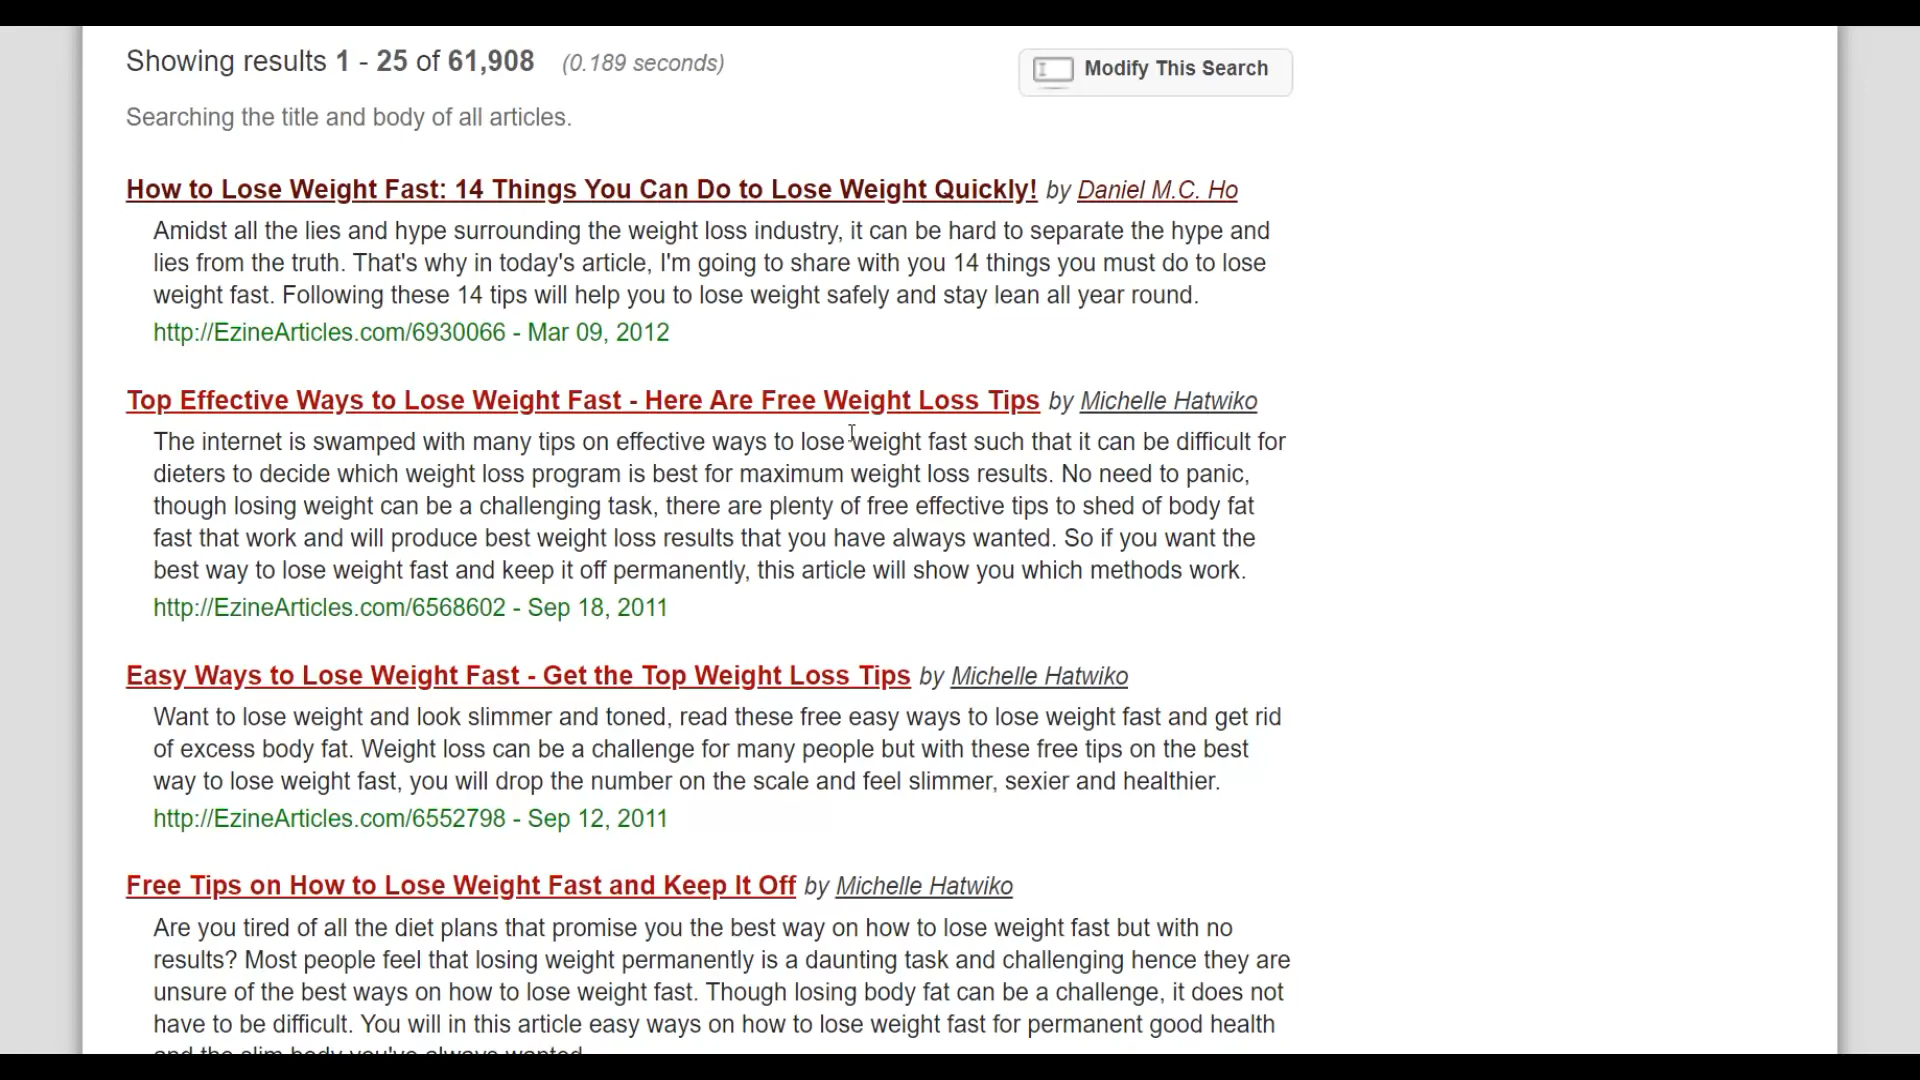 Showing results 1 - 25 of 61,908 (0.189 seconds)
Modify This Search
Searching the title and body of all articles.
How to Lose Weight Fast: 14 Things You Can Do to Lose Weight Quickly! by Daniel M.C. Ho
Amidst all the lies and hype surrounding the weight loss industry, it can be hard to separate the hype and
lies from the truth. That's why in today's article, I'm going to share with you 14 things you must do to lose
weight fast. Following these 14 tips will help you to lose weight safely and stay lean all year round.
http://EzineArticles.com/6930066 - Mar 09, 2012
Top Effective Ways to Lose Weight Fast - Here Are Free Weight Loss Tips by Michelle Hatwiko
The internet is swamped with many tips on effective ways to lose weight fast such that it can be difficult for
dieters to decide which weight loss program is best for maximum weight loss results. No need to panic,
though losing weight can be a challenging task, there are plenty of free effective tips to shed of body fat
fast that work and will produce best weight loss results that you have always wanted. So if you want the
best way to lose weight fast and keep it off permanently, this article will show you which methods work.
http://EzineArticles.com/6568602 - Sep 18, 2011
Easy Ways to Lose Weight Fast - Get the Top Weight Loss Tips by Michelle Hatwiko
Want to lose weight and look slimmer and toned, read these free easy ways to lose weight fast and get rid
of excess body fat. Weight loss can be a challenge for many people but with these free tips on the best
way to lose weight fast, you will drop the number on the scale and feel slimmer, sexier and healthier.
http://EzineArticles.com/6552798 - Sep 12, 2011
Free Tips on How to Lose Weight Fast and Keep It Off by Michelle Hatwiko
Are you tired of all the diet plans that promise you the best way on how to lose weight fast but with no
results? Most people feel that losing weight permanently is a daunting task and challenging hence they are
unsure of the best ways on how to lose weight fast. Though losing body fat can be a challenge, it does not
have to be difficult. You will in this article easy ways on how to lose weight fast for permanent good health
and the slim body you've always wanted.